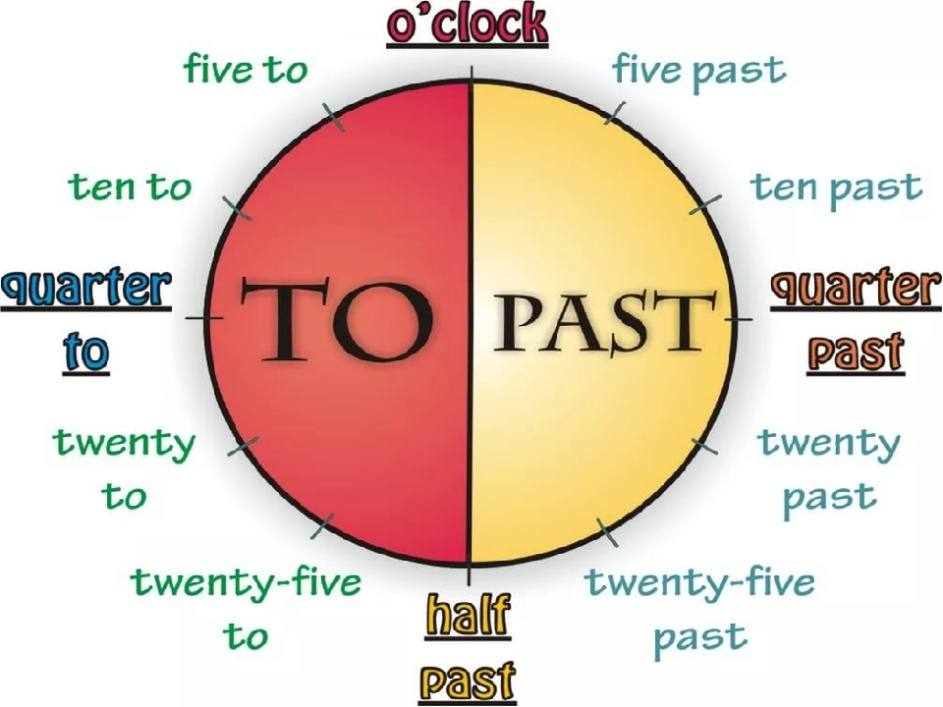 o'clock
five to
five past
ten to
ten past
quarter
to
TO
PAST
quarter
past
twenty
to
twenty
past
twenty-five
to
half
past
twenty-five
past